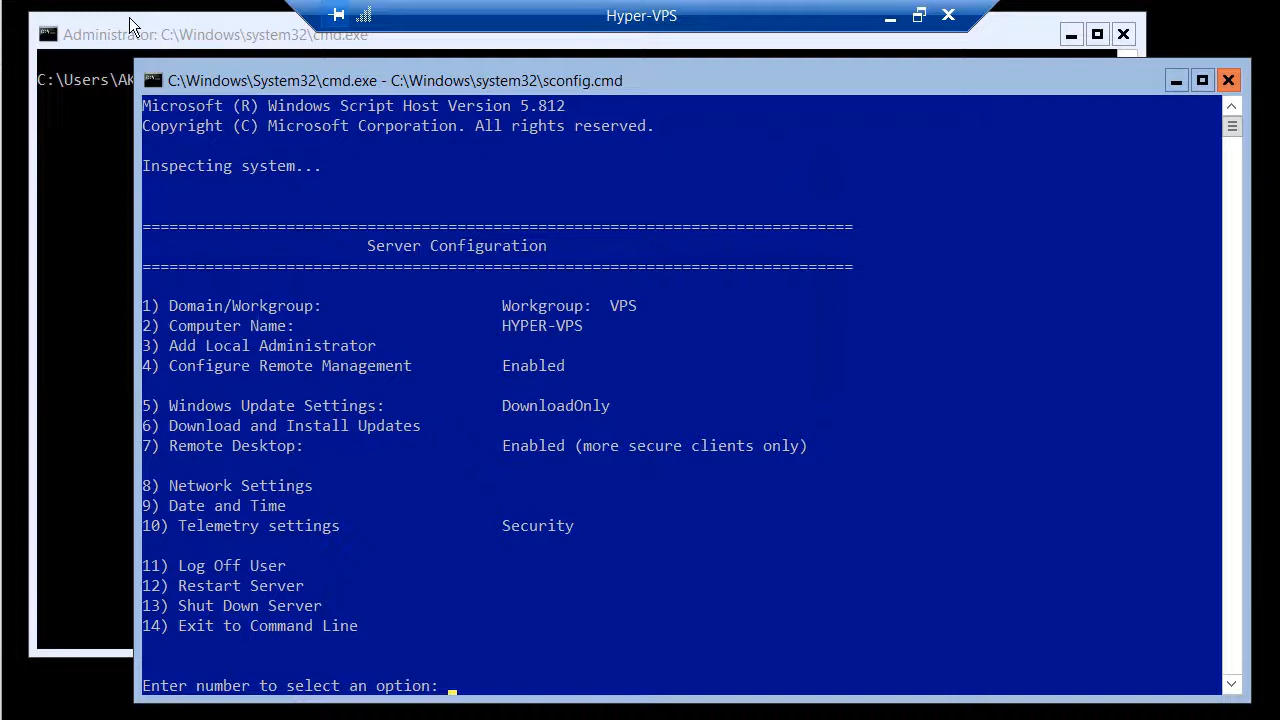 Hyper-VPS
Administrator: C:\Windows\system32\cmd.exe
C:\Users\AK
C:\Windows\System32\cmd.exe - C:\Windows\system32\sconfig.cmd
Microsoft (R) Windows Script Host Version 5.812
Copyright (C) Microsoft Corporation. All rights reserved.
Inspecting system...
===============================================================================
Server Configuration
===============================================================================
1) Domain/Workgroup: Workgroup: VPS
2) Computer Name: HYPER-VPS
3) Add Local Administrator
4) Configure Remote Management Enabled
5) Windows Update Settings: DownloadOnly
6) Download and Install Updates
7) Remote Desktop: Enabled (more secure clients only)
8) Network Settings
9) Date and Time
10) Telemetry settings Security
11) Log Off User
12) Restart Server
13) Shut Down Server
14) Exit to Command Line
Enter number to select an option: